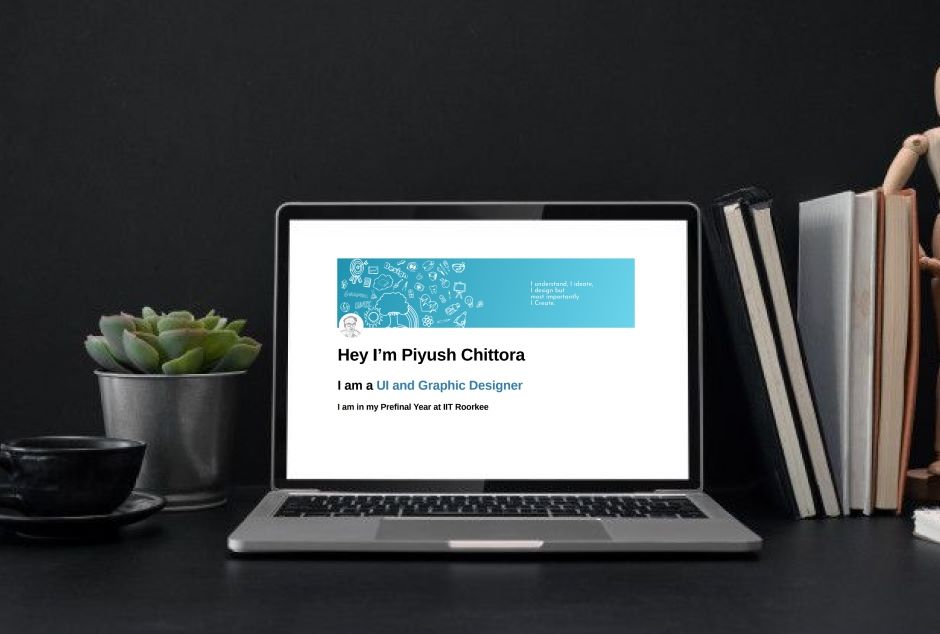 I understand, I ideate,
I design but
most importantly
I Create.
Hey I’m Piyush Chittora
I am a UI and Graphic Designer
I am in my Prefinal Year at IIT Roorkee